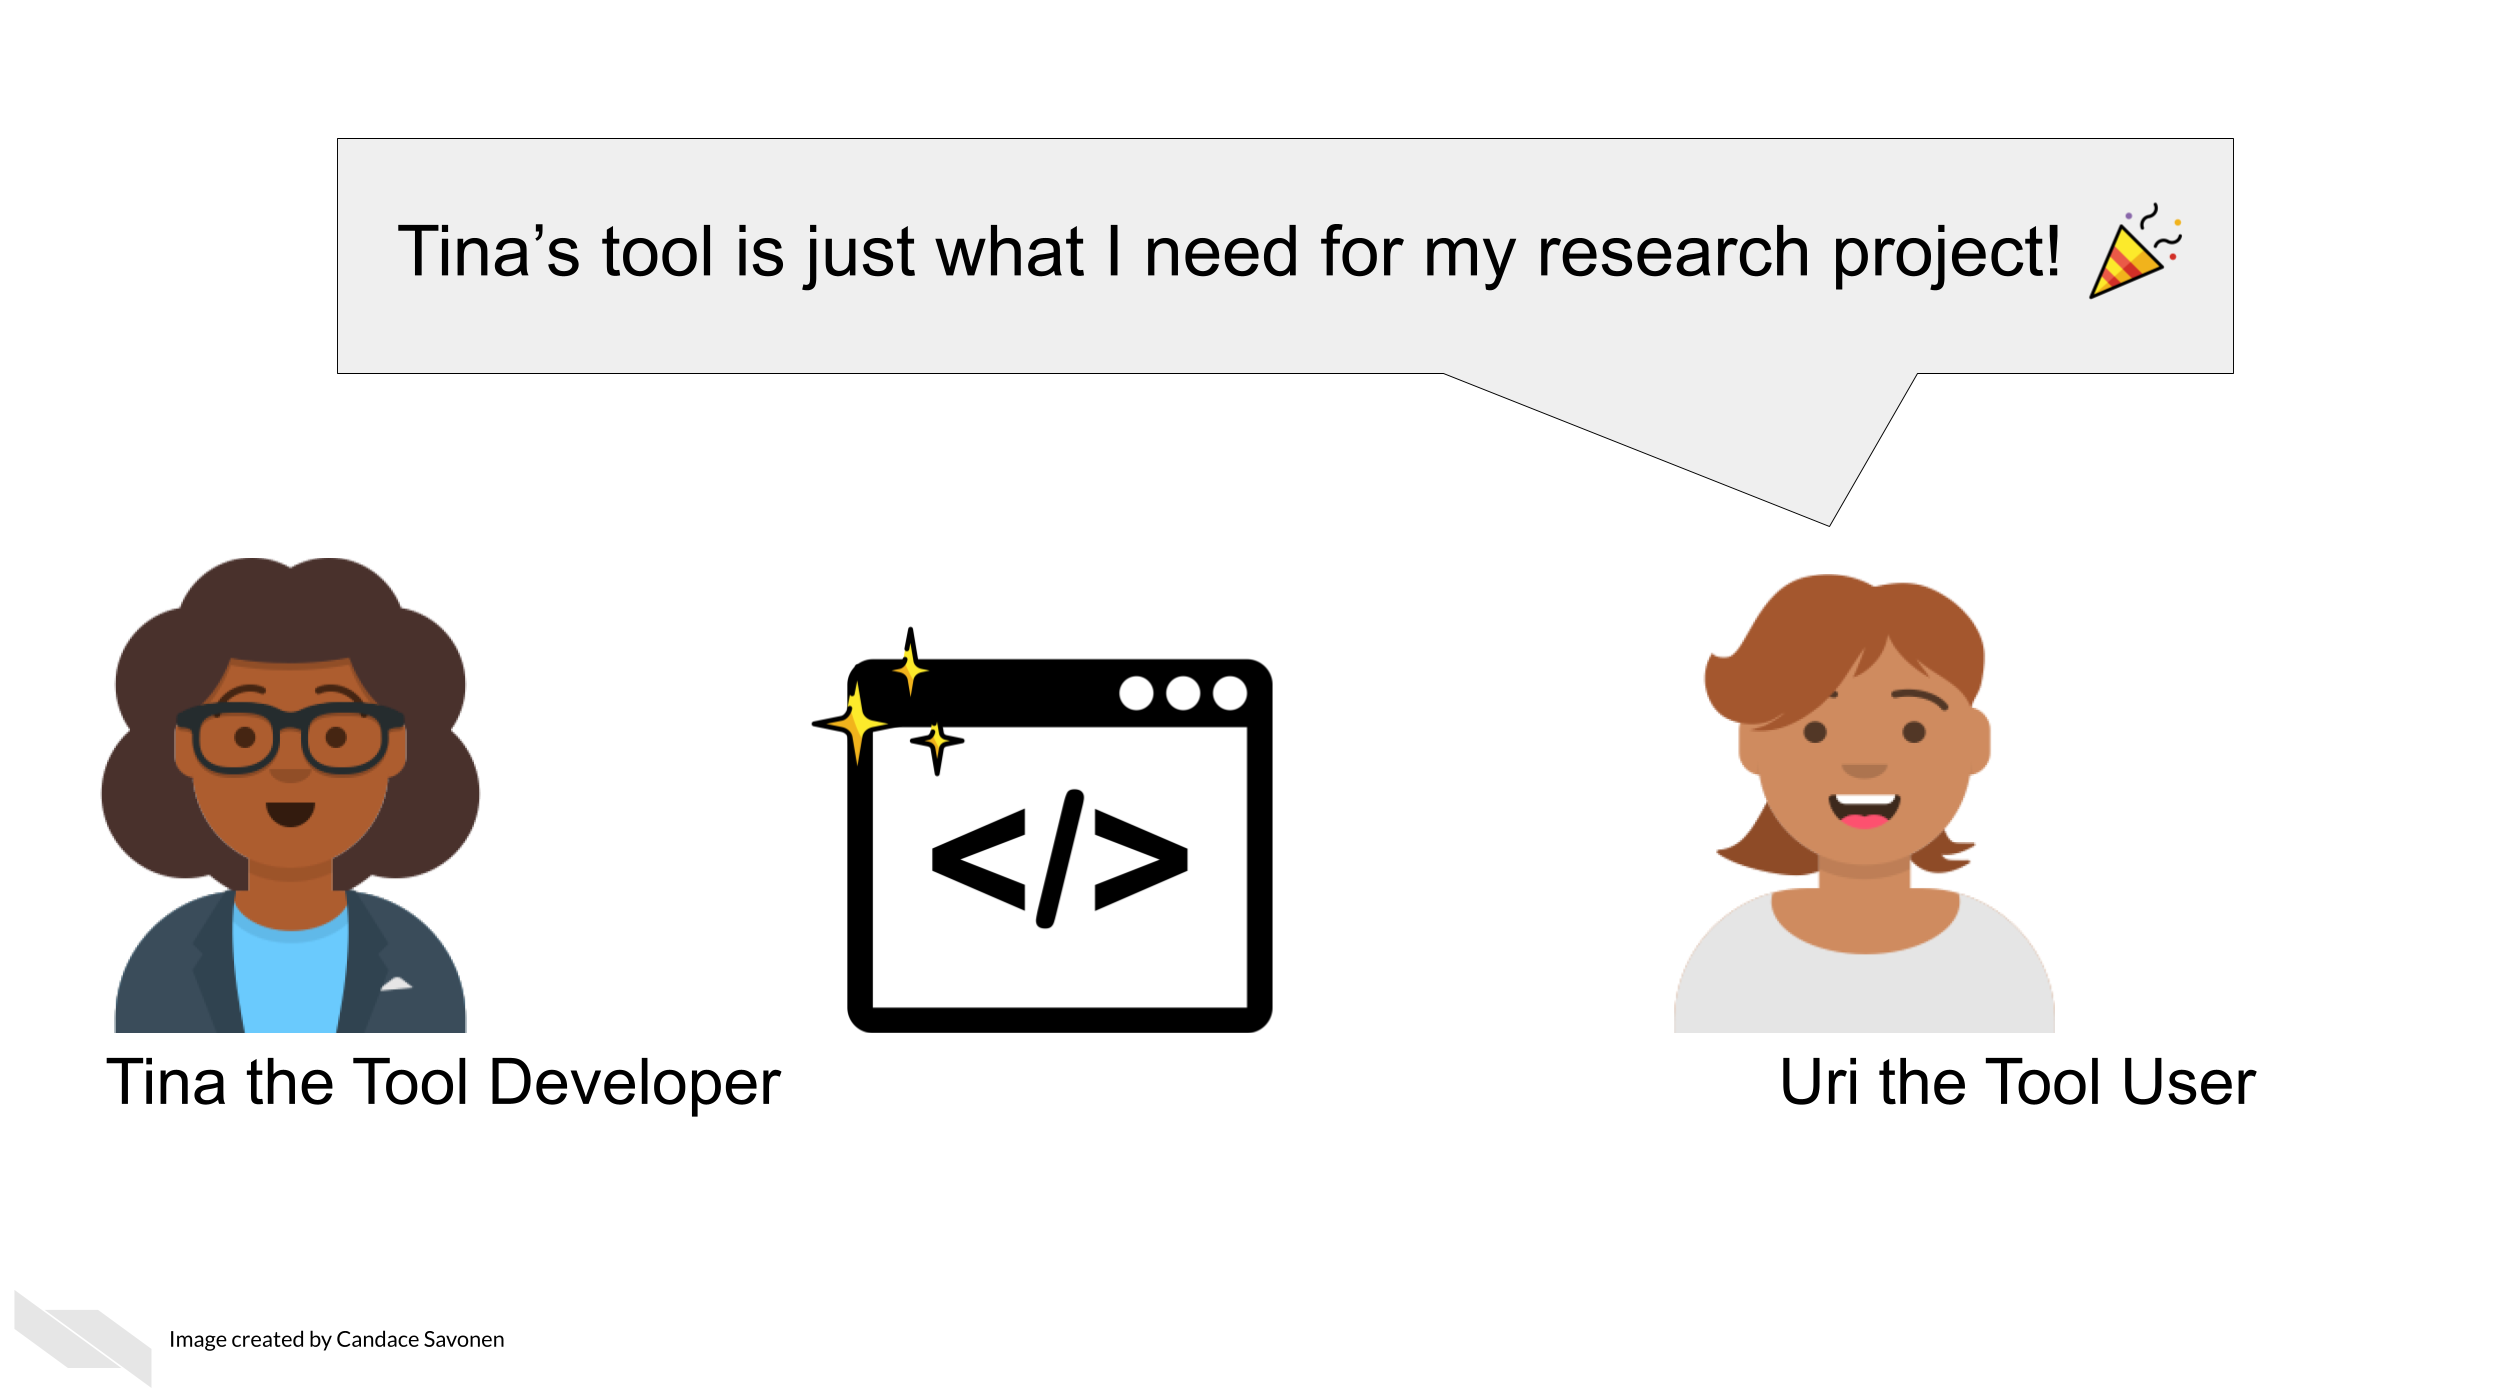 Tina's tool is just what I need for my research project! 🎉
</>
Tina the Tool Developer
Uri the Tool User
Image created by Candace Savonen